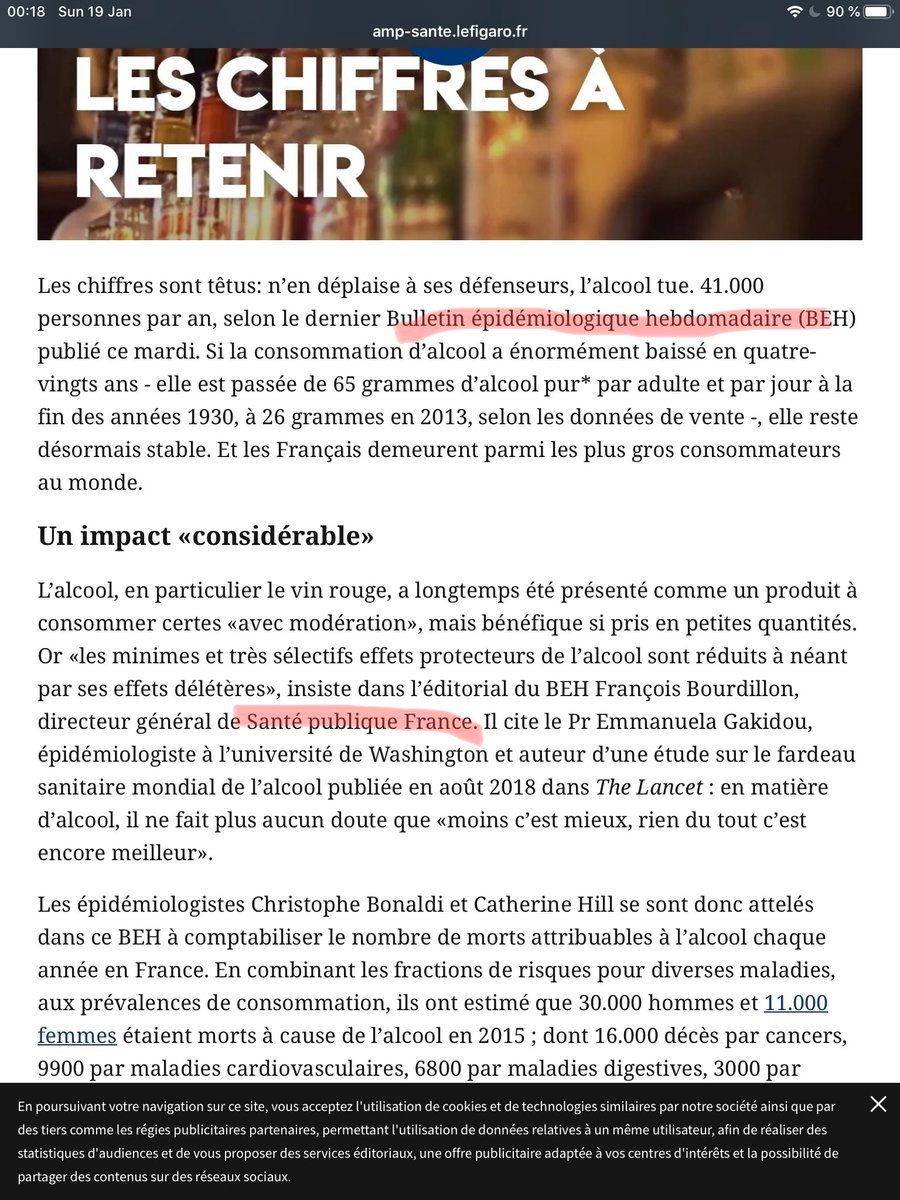 00:18 Sun 19 Jan
90 %
amp-sante.lefigaro.fr
LES CHIFFRES À
RETENIR
Les chiffres sont têtus: n’en déplaise à ses défenseurs, l’alcool tue. 41.000
personnes par an, selon le dernier Bulletin épidémiologique hebdomadaire (BEH)
publié ce mardi. Si la consommation d’alcool a énormément baissé en quatre-
vingts ans - elle est passée de 65 grammes d’alcool pur* par adulte et par jour à la
fin des années 1930, à 26 grammes en 2013, selon les données de vente -, elle reste
désormais stable. Et les Français demeurent parmi les plus gros consommateurs
au monde.
Un impact «considérable»
L’alcool, en particulier le vin rouge, a longtemps été présenté comme un produit à
consommer certes «avec modération», mais bénéfique si pris en petites quantités.
Or «les minimes et très sélectifs effets protecteurs de l’alcool sont réduits à néant
par ses effets délétères», insiste dans l’éditorial du BEH François Bourdillon,
directeur général de Santé publique France. Il cite le Pr Emmanuela Gakidou,
épidémiologiste à l’université de Washington et auteur d’une étude sur le fardeau
sanitaire mondial de l’alcool publiée en août 2018 dans The Lancet : en matière
d’alcool, il ne fait plus aucun doute que «moins c’est mieux, rien du tout c’est
encore meilleur».
Les épidémiologistes Christophe Bonaldi et Catherine Hill se sont donc attelés
dans ce BEH à comptabiliser le nombre de morts attribuables à l’alcool chaque
année en France. En combinant les fractions de risques pour diverses maladies,
aux prévalences de consommation, ils ont estimé que 30.000 hommes et 11.000
femmes étaient morts à cause de l’alcool en 2015 ; dont 16.000 décès par cancers,
9900 par maladies cardiovasculaires, 6800 par maladies digestives, 3000 par
En poursuivant votre navigation sur ce site, vous acceptez l'utilisation de cookies et de technologies similaires par notre société ainsi que par
des tiers comme les régies publicitaires partenaires, permettant l'utilisation de données relatives à un même utilisateur, afin de réaliser des
statistiques d'audiences et de vous proposer des services éditoriaux, une offre publicitaire adaptée à vos centres d'intérêts et la possibilité de
partager des contenus sur des réseaux sociaux.